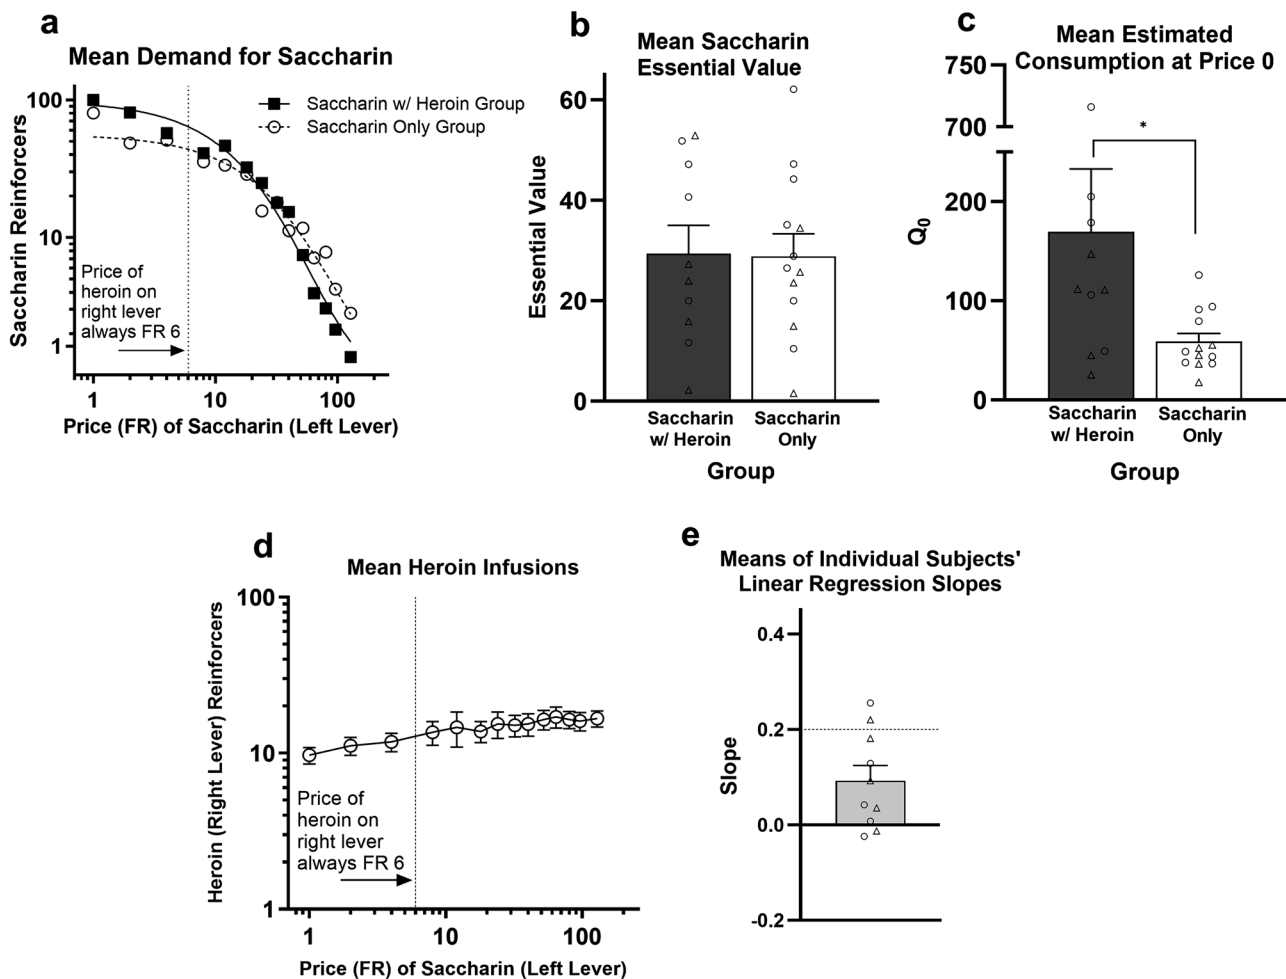 a
Mean Demand for Saccharin
100
10
1
Saccharin Reinforcers
Saccharin w/ Heroin Group
Saccharin Only Group
Price of
heroin on
right lever
always FR 6
1
10
100
Price (FR) of Saccharin (Left Lever)
b
Mean Saccharin
Essential Value
60
40
20
0
Essential Value
Saccharin
w/ Heroin
Saccharin
Only
Group
c
Mean Estimated
Consumption at Price 0
750
700
200
100
0
Q0
*
Saccharin
w/ Heroin
Saccharin
Only
Group
d
Mean Heroin Infusions
100
10
1
Heroin (Right Lever) Reinforcers
Price of
heroin on
right lever
always FR 6
1
10
100
Price (FR) of Saccharin (Left Lever)
e
Means of Individual Subjects'
Linear Regression Slopes
0.4
0.2
0.0
-0.2
Slope